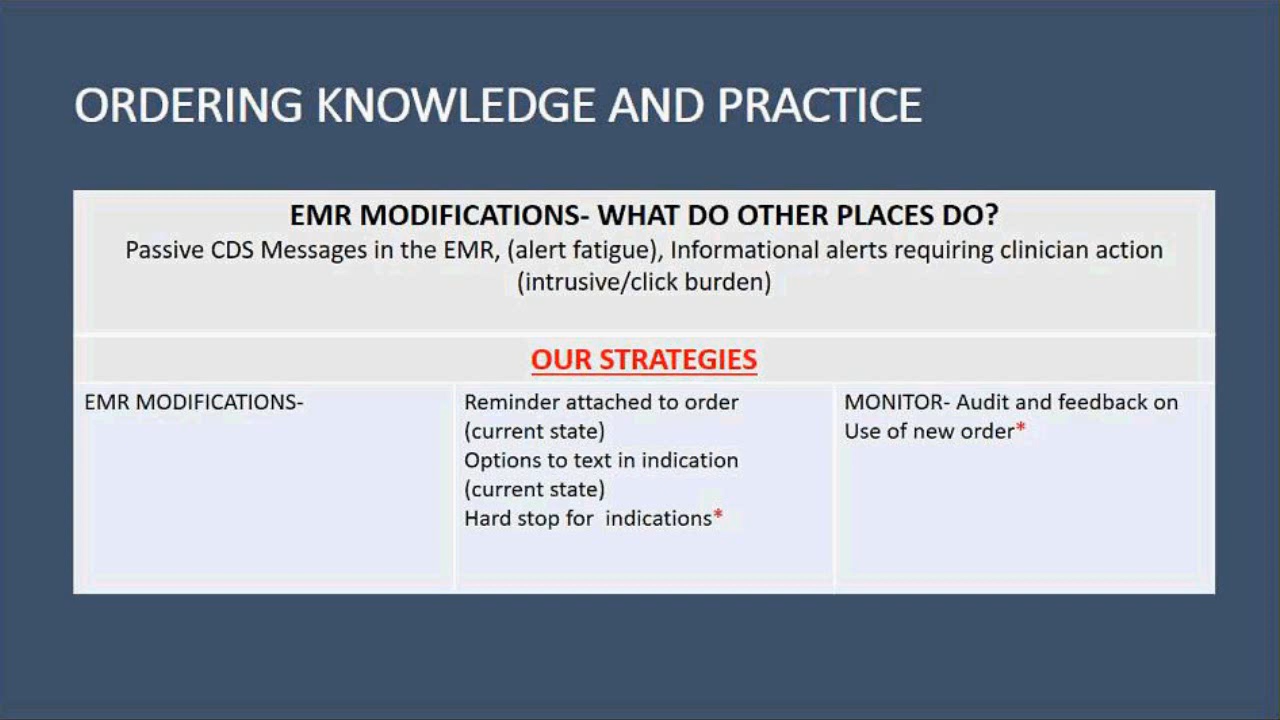 ORDERING KNOWLEDGE AND PRACTICE
EMR MODIFICATIONS- WHAT DO OTHER PLACES DO?
Passive CDS Messages in the EMR, (alert fatigue), Informational alerts requiring clinician action
(intrusive/click burden)
OUR STRATEGIES
EMR MODIFICATIONS-
Reminder attached to order
(current state)
Options to text in indication
(current state)
Hard stop for  indications*
MONITOR- Audit and feedback on
Use of new order*